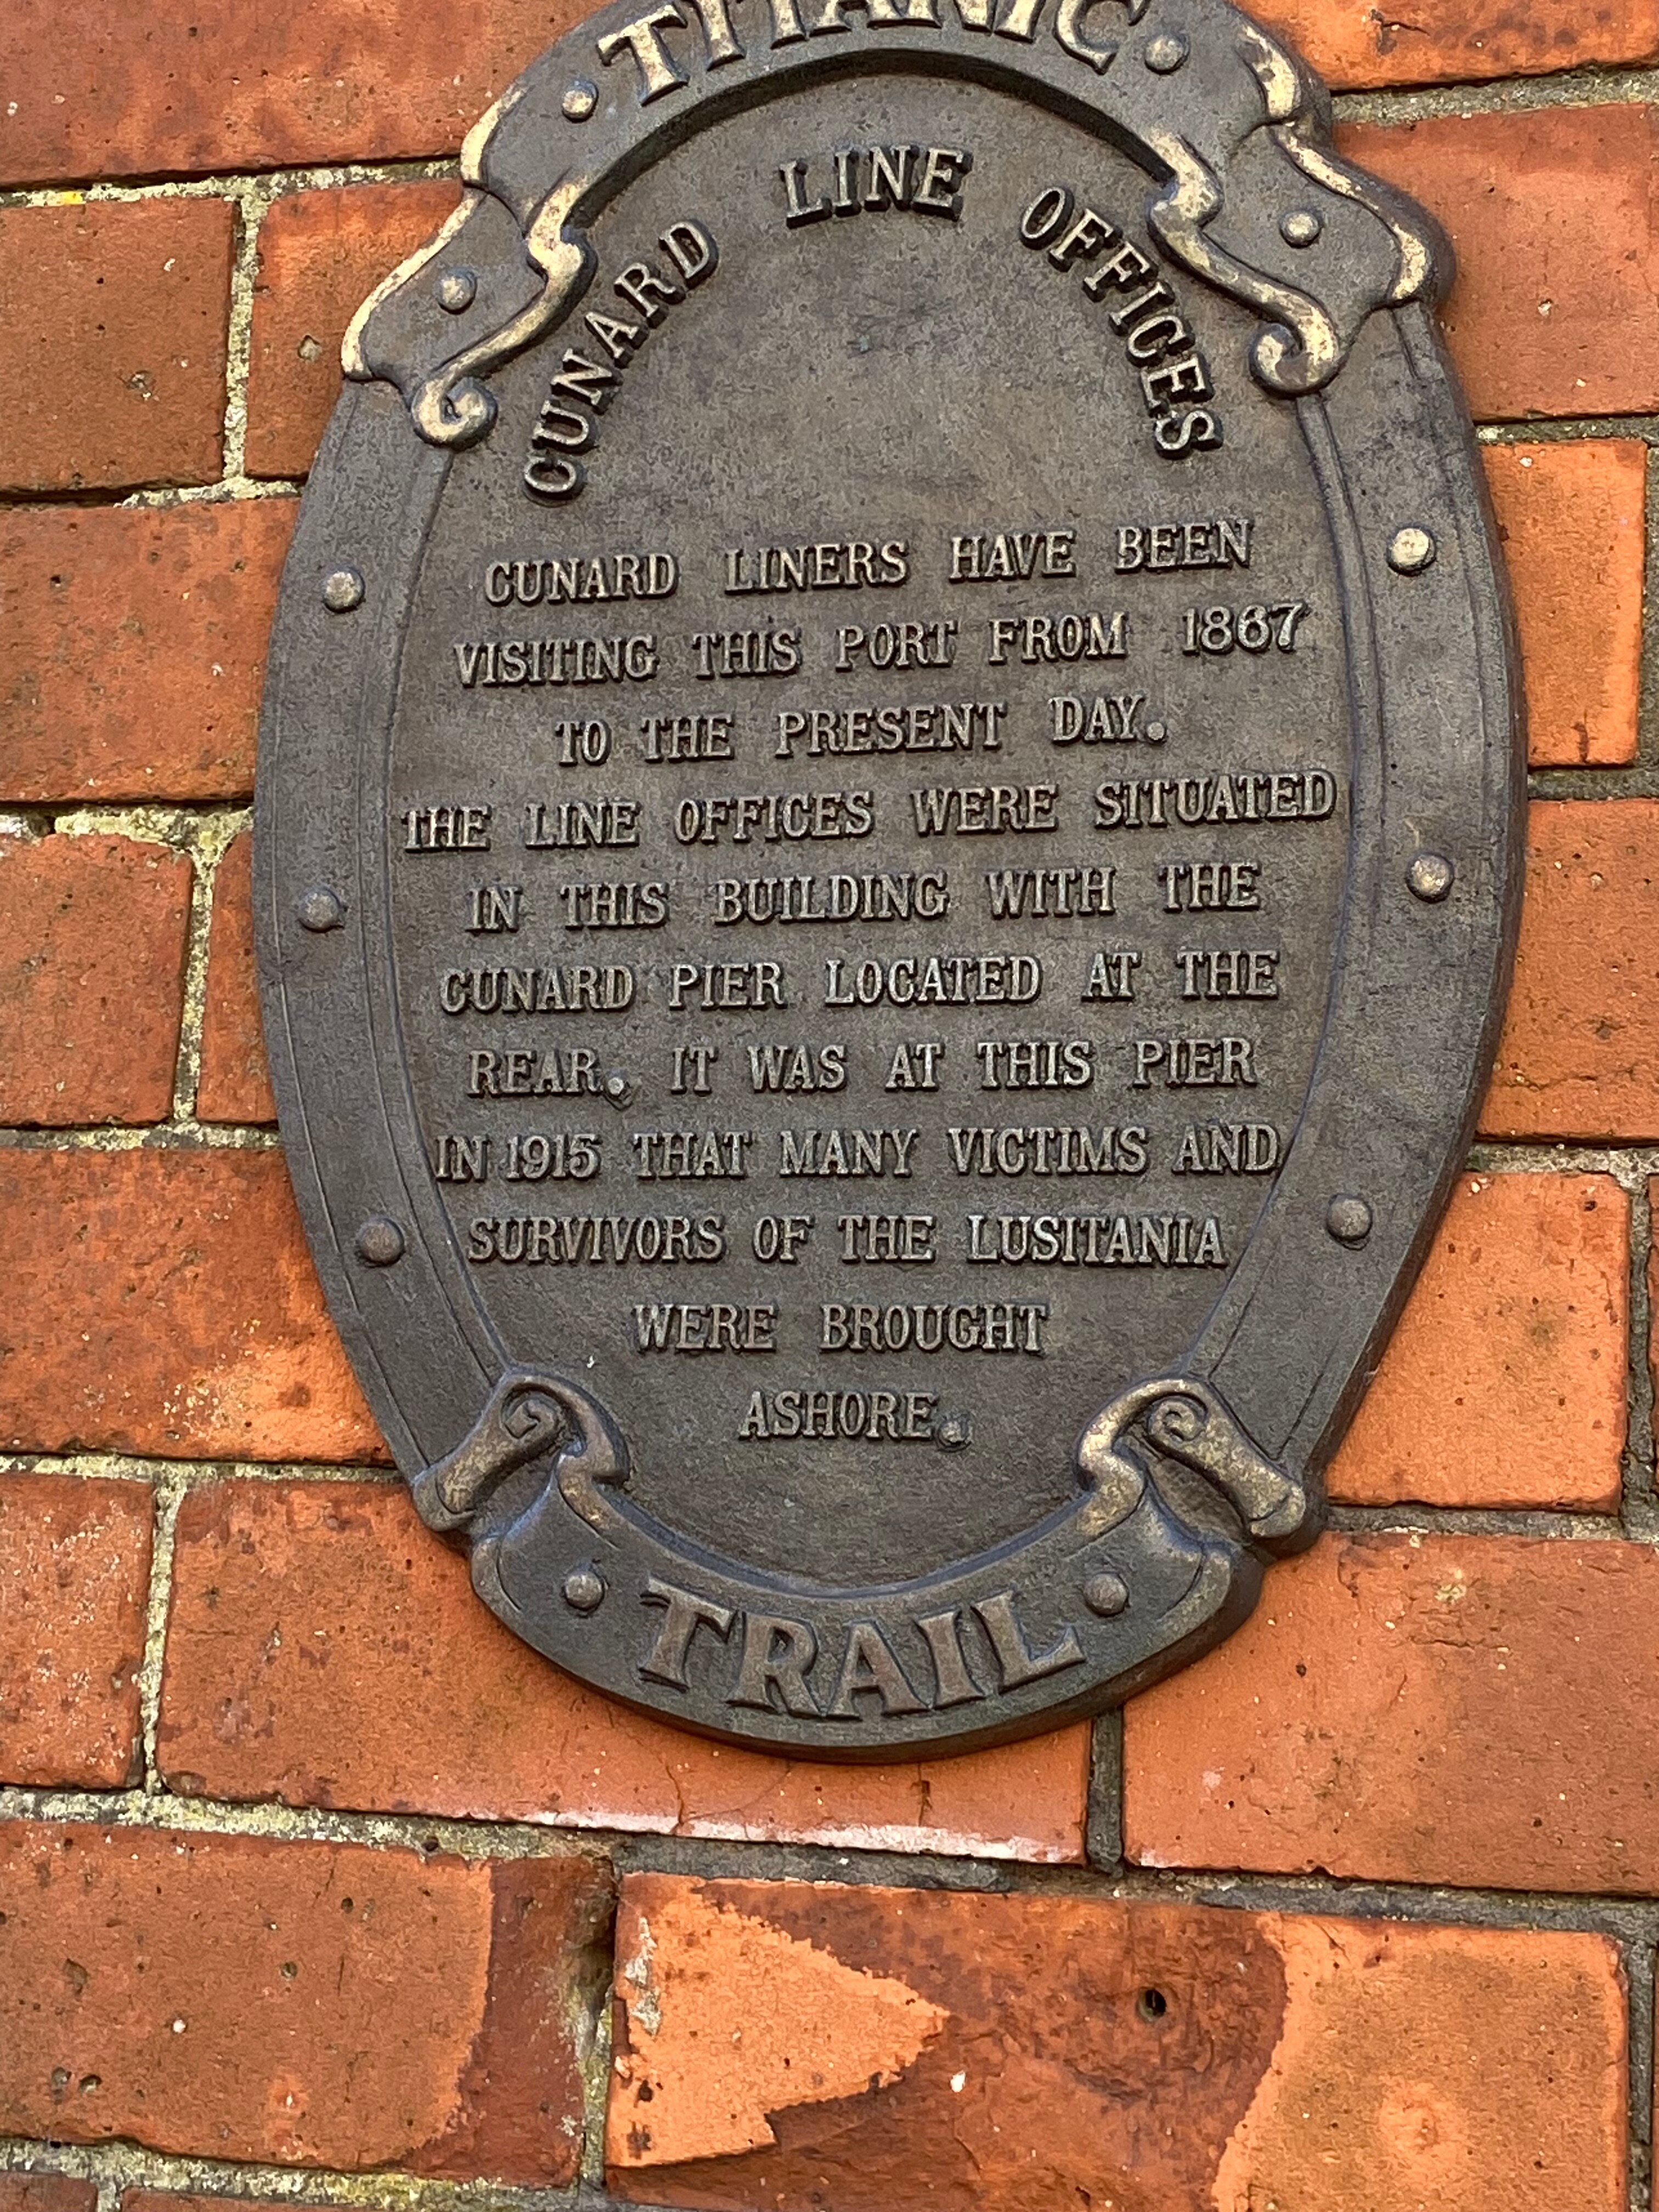 TITANIC
CUNARD LINE OFFICES
CUNARD LINERS HAVE BEEN
VISITING THIS PORT FROM 1867
TO THE PRESENT DAY.
THE LINE OFFICES WERE SITUATED
IN THIS BUILDING WITH THE
CUNARD PIER LOCATED AT THE
REAR. IT WAS AT THIS PIER
IN 1915 THAT MANY VICTIMS AND
SURVIVORS OF THE LUSITANIA
WERE BROUGHT
ASHORE.
TRAIL